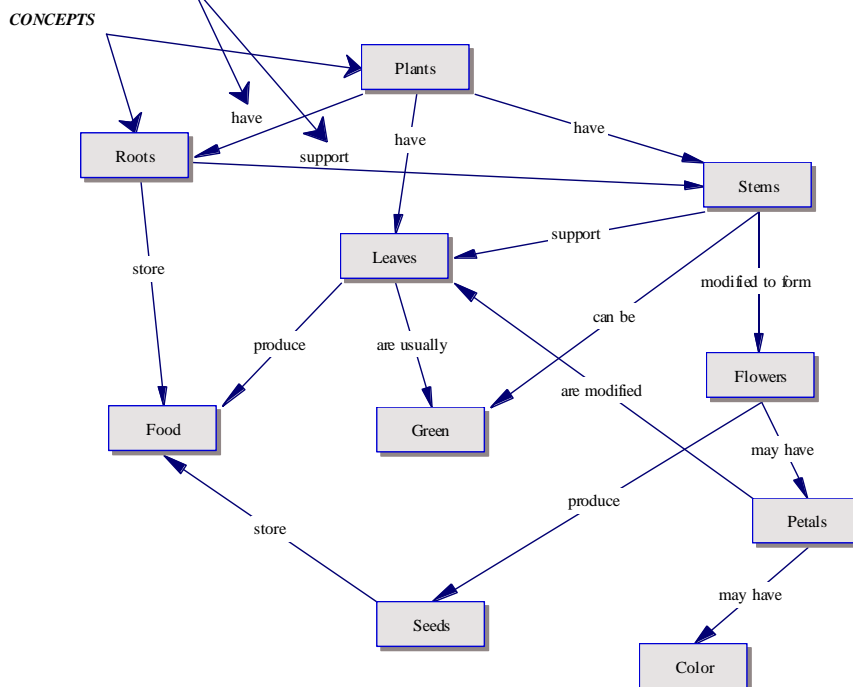 CONCEPTS
Plants
have
have
have
Roots
support
Stems
support
Leaves
store
modified to form
can be
produce
are usually
Flowers
are modified
Food
Green
may have
produce
Petals
store
may have
Seeds
Color